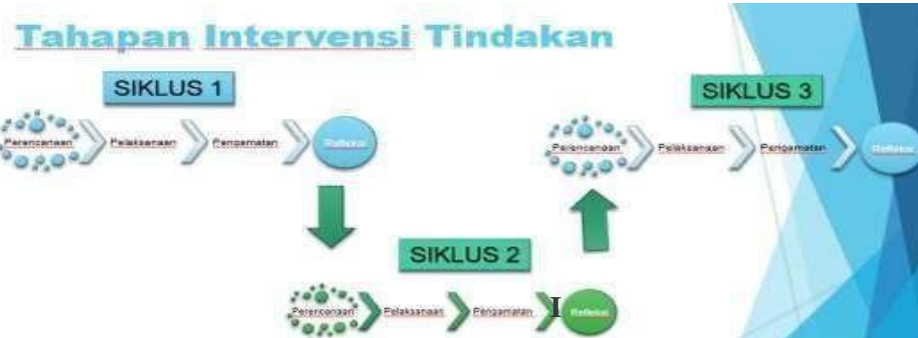 Tahapan Intervensi Tindakan
SIKLUS 1
Perencanaan Pelaksanaan Pengamatan Refleksi
SIKLUS 2
Perencanaan Pelaksanaan Pengamatan I Refleksi
SIKLUS 3
Perencanaan Pelaksanaan Pengamatan Refleksi